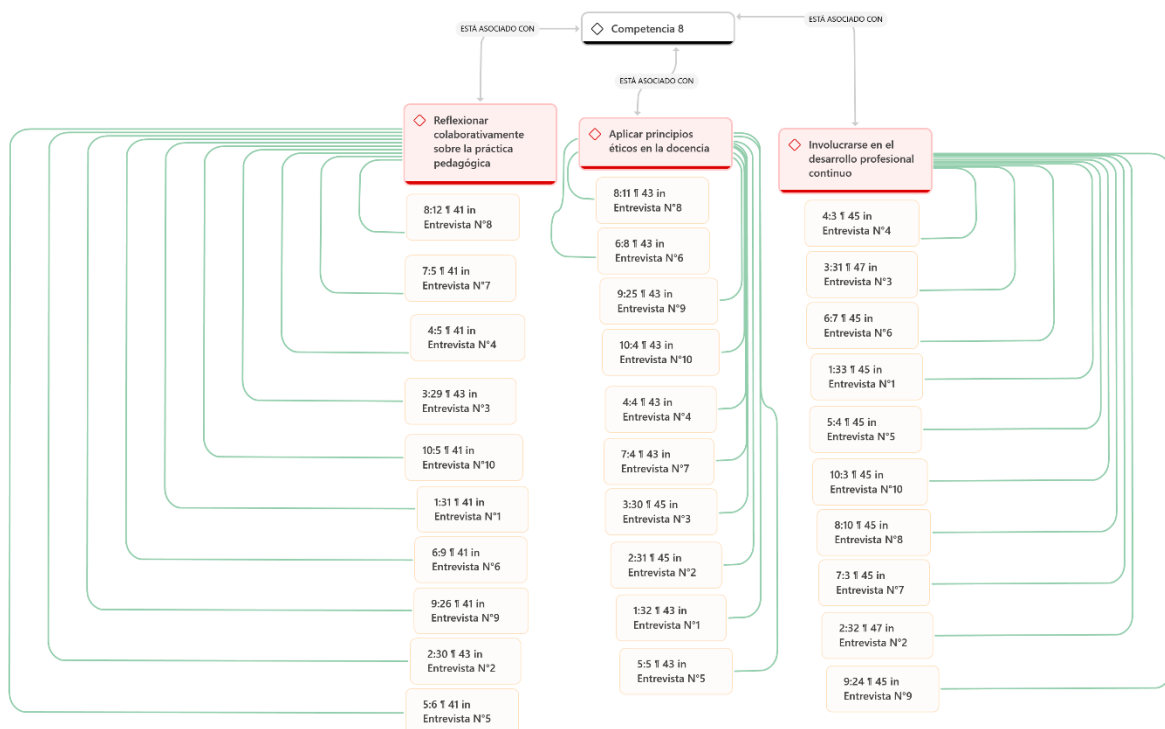 ESTÁ ASOCIADO CON
Competencia 8
ESTÁ ASOCIADO CON
ESTÁ ASOCIADO CON
Reflexionar
colaborativamente
sobre la práctica
pedagógica
8:12 ¶ 41 in
Entrevista N°8
7:5 ¶ 41 in
Entrevista N°7
4:5 ¶ 41 in
Entrevista N°4
3:29 ¶ 43 in
Entrevista N°3
10:5 ¶ 41 in
Entrevista N°10
1:31 ¶ 41 in
Entrevista N°1
6:9 ¶ 41 in
Entrevista N°6
9:26 ¶ 41 in
Entrevista N°9
2:30 ¶ 43 in
Entrevista N°2
5:6 ¶ 41 in
Entrevista N°5
Aplicar principios
éticos en la docencia
8:11 ¶ 43 in
Entrevista N°8
6:8 ¶ 43 in
Entrevista N°6
9:25 ¶ 43 in
Entrevista N°9
10:4 ¶ 43 in
Entrevista N°10
4:4 ¶ 43 in
Entrevista N°4
7:4 ¶ 43 in
Entrevista N°7
3:30 ¶ 45 in
Entrevista N°3
2:31 ¶ 45 in
Entrevista N°2
1:32 ¶ 43 in
Entrevista N°1
5:5 ¶ 43 in
Entrevista N°5
Involucrarse en el
desarrollo profesional
continuo
4:3 ¶ 45 in
Entrevista N°4
3:31 ¶ 47 in
Entrevista N°3
6:7 ¶ 45 in
Entrevista N°6
1:33 ¶ 45 in
Entrevista N°1
5:4 ¶ 45 in
Entrevista N°5
10:3 ¶ 45 in
Entrevista N°10
8:10 ¶ 45 in
Entrevista N°8
7:3 ¶ 45 in
Entrevista N°7
2:32 ¶ 47 in
Entrevista N°2
9:24 ¶ 45 in
Entrevista N°9